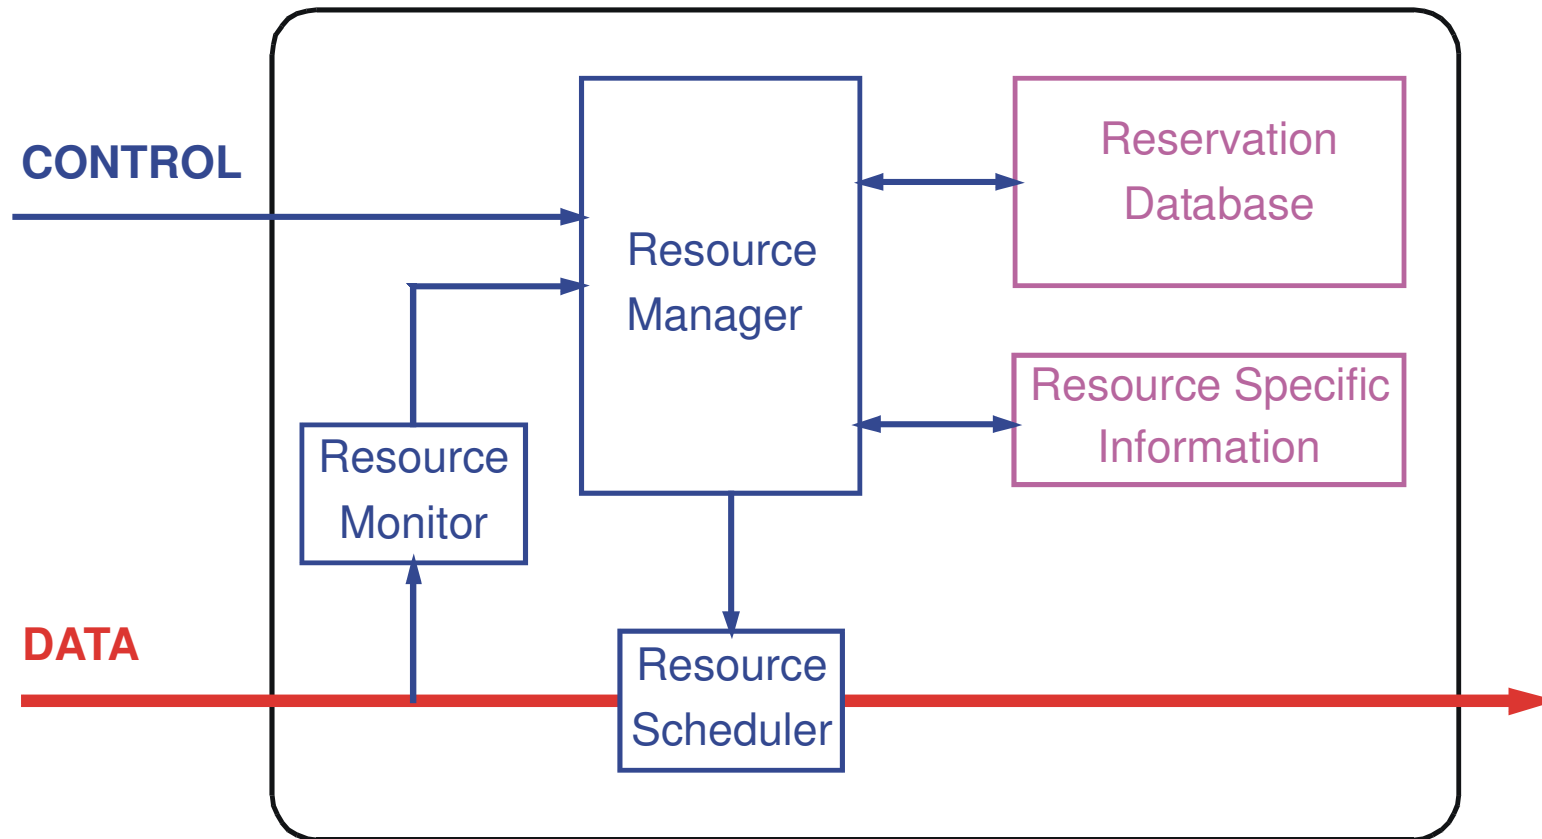 CONTROL
Resource
Manager
Reservation
Database
Resource Specific
Information
Resource
Monitor
DATA
Resource
Scheduler